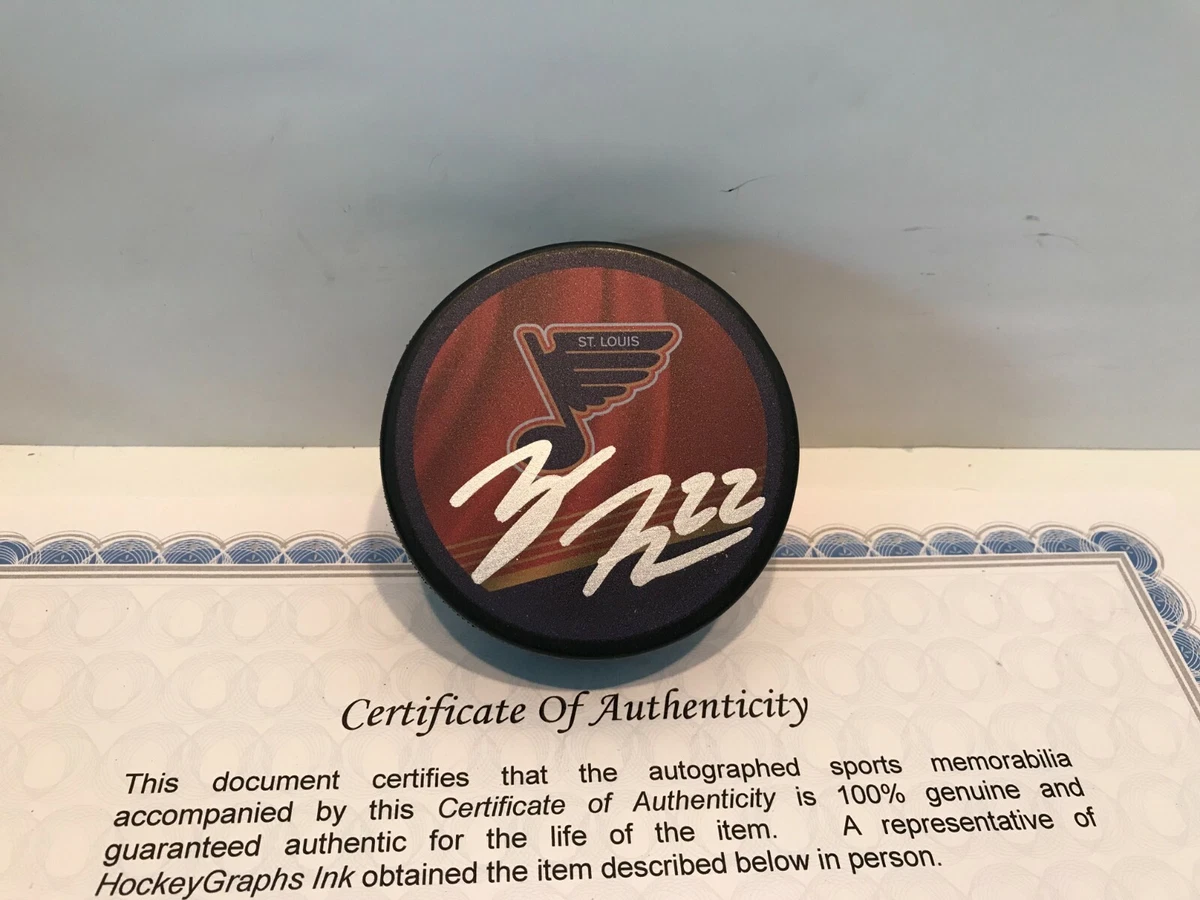 ST. LOUIS
22
Certificate Of Authenticity
This document certifies that the autographed sports memorabilia
accompanied by this Certificate of Authenticity is 100% genuine and
guaranteed authentic for the life of the item. A representative of
HockeyGraphs Ink obtained the item described below in person.